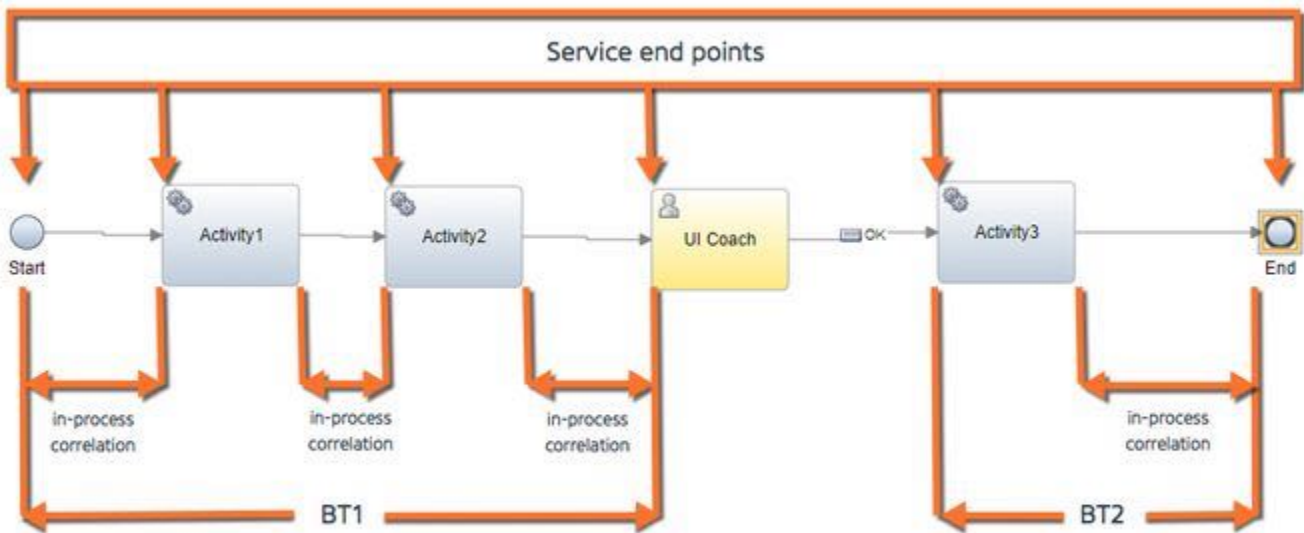 Service end points
Activity1
Activity2
UI Coach
OK
Activity3
Start
End
in-process
correlation
in-process
correlation
in-process
correlation
in-process
correlation
BT1
BT2